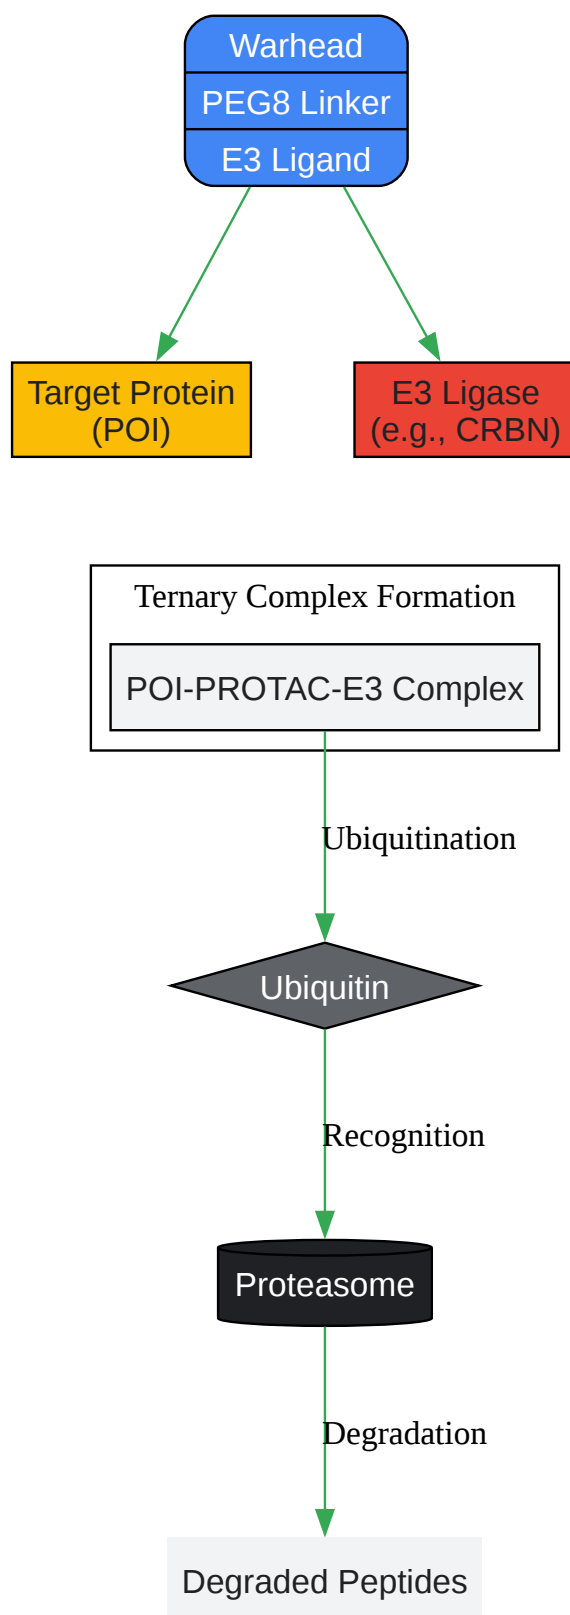 Warhead
PEG8 Linker
E3 Ligand
Target Protein
(POI)
E3 Ligase
(e.g., CRBN)
Ternary Complex Formation
POI-PROTAC-E3 Complex
Ubiquitination
Ubiquitin
Recognition
Proteasome
Degradation
Degraded Peptides